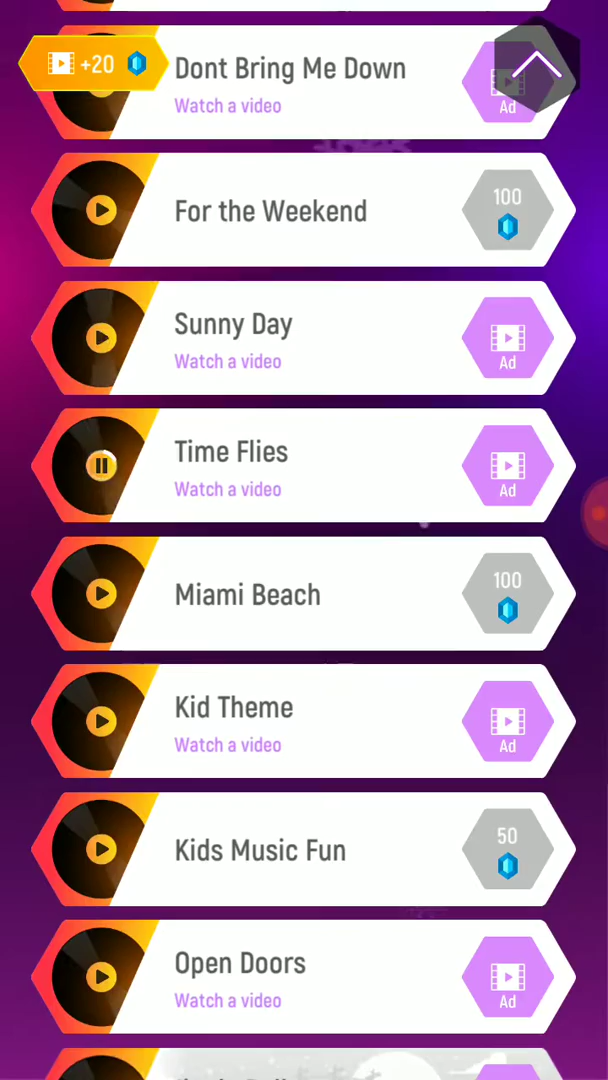 +20
Dont Bring Me Down
Watch a video
Ad
For the Weekend
100
Sunny Day
Watch a video
Ad
Time Flies
Watch a video
Ad
Miami Beach
100
Kid Theme
Watch a video
Ad
Kids Music Fun
50
Open Doors
Watch a video
Ad